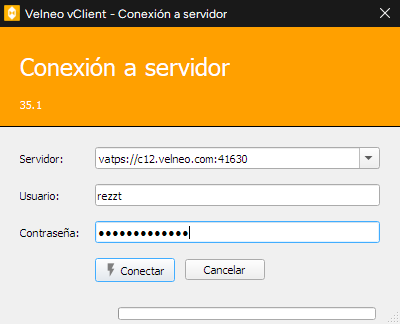 Velneo vClient - Conexión a servidor
Conexión a servidor
35.1
Servidor: vatps://c12.velneo.com:41630
Usuario: rezzt
Contraseña: ●●●●●●●●●●●●●
Conectar Cancelar